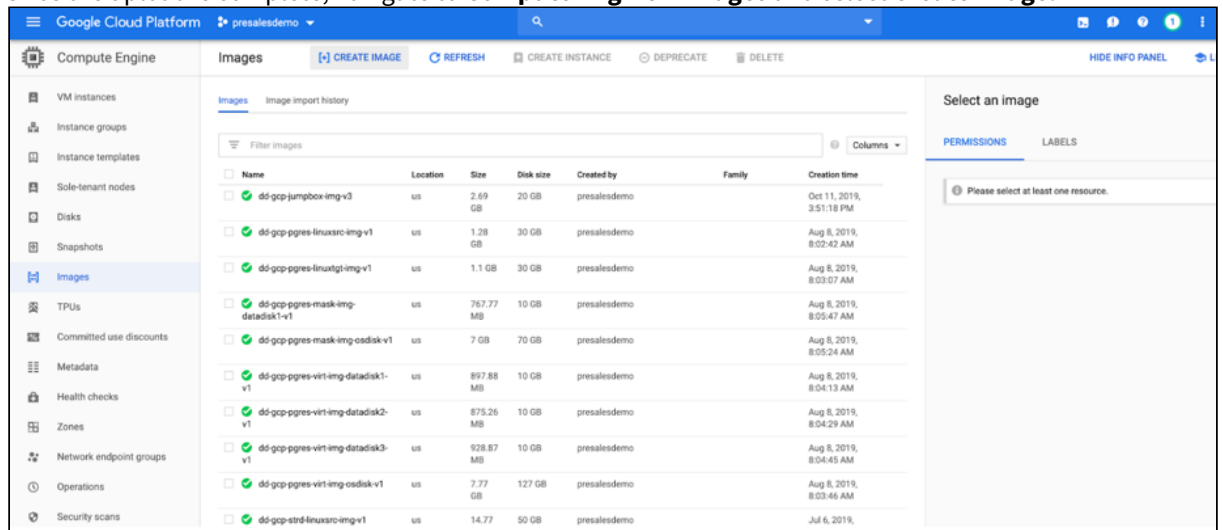 Google Cloud Platform presalesdemo 1
Compute Engine Images CREATE IMAGE REFRESH CREATE INSTANCE DEPRECATE DELETE HIDE INFO PANEL
VM instances
Instance groups
Instance templates
Sole-tenant nodes
Disks
Snapshots
Images
TPUs
Committed use discounts
Metadata
Health checks
Zones
Network endpoint groups
Operations
Security scans
Images Image import history
Filter images Columns
Name Location Size Disk size Created by Family Creation time
dd-gcp-jumpbox-img-v3 us 2.69 20 GB presalesdemo Oct 11, 2019,
GB 3:51:18 PM
dd-gcp-pgres-linuxsrc-img-v1 us 1.28 30 GB presalesdemo Aug 8, 2019,
GB 8:02:42 AM
dd-gcp-pgres-linuxtgt-img-v1 us 1.1 GB 30 GB presalesdemo Aug 8, 2019,
8:03:07 AM
dd-gcp-pgres-mask-img- us 767.77 10 GB presalesdemo Aug 8, 2019,
datadisk1-v1 MB 8:05:47 AM
dd-gcp-pgres-mask-img-osdisk-v1 us 7 GB 70 GB presalesdemo Aug 8, 2019,
8:05:24 AM
dd-gcp-pgres-virt-img-datadisk1- us 897.88 10 GB presalesdemo Aug 8, 2019,
v1 MB 8:04:13 AM
dd-gcp-pgres-virt-img-datadisk2- us 875.26 10 GB presalesdemo Aug 8, 2019,
v1 MB 8:04:29 AM
dd-gcp-pgres-virt-img-datadisk3- us 928.87 10 GB presalesdemo Aug 8, 2019,
v1 MB 8:04:45 AM
dd-gcp-pgres-virt-img-osdisk-v1 us 7.77 127 GB presalesdemo Aug 8, 2019,
GB 8:03:46 AM
dd-gcp-strd-linuxsrc-img-v1 us 14.77 50 GB presalesdemo Jul 6, 2019,
Select an image
PERMISSIONS LABELS
Please select at least one resource.